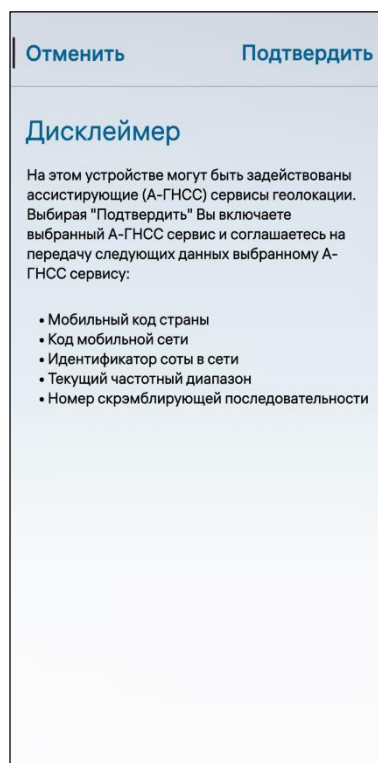 Отменить Подтвердить
Дисклеймер
На этом устройстве могут быть задействованы
ассистирующие (А-ГНСС) сервисы геолокации.
Выбирая "Подтвердить" Вы включаете
выбранный А-ГНСС сервис и соглашаетесь на
передачу следующих данных выбранному А-
ГНСС сервису:
• Мобильный код страны
• Код мобильной сети
• Идентификатор соты в сети
• Текущий частотный диапазон
• Номер скрэмблирующей последовательности